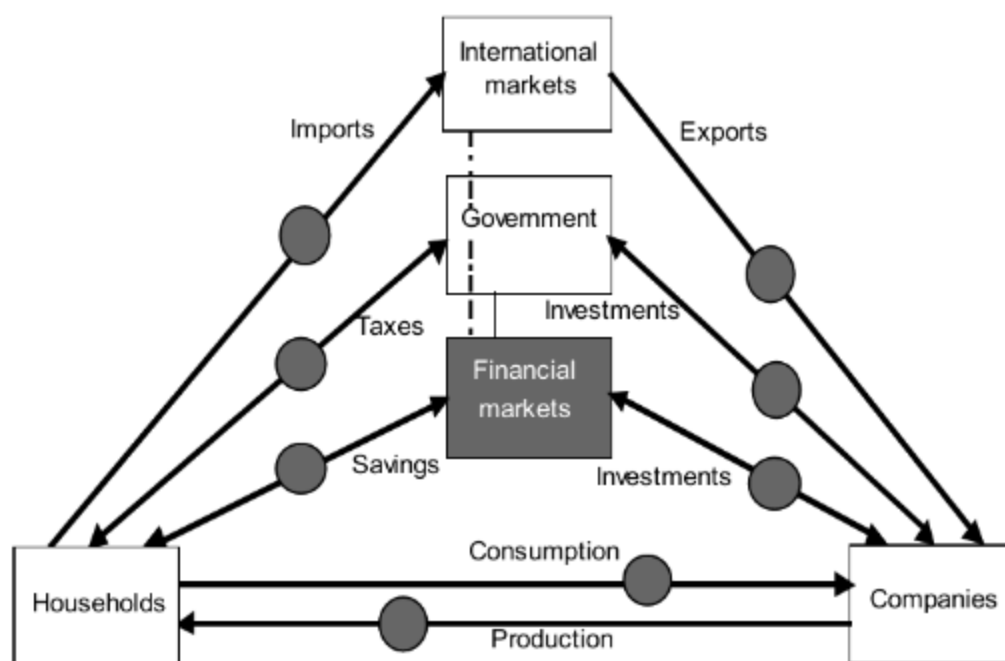 International
markets
Imports
Exports
Government
Taxes
Investments
Financial
markets
Savings
Investments
Consumption
Households
Companies
Production